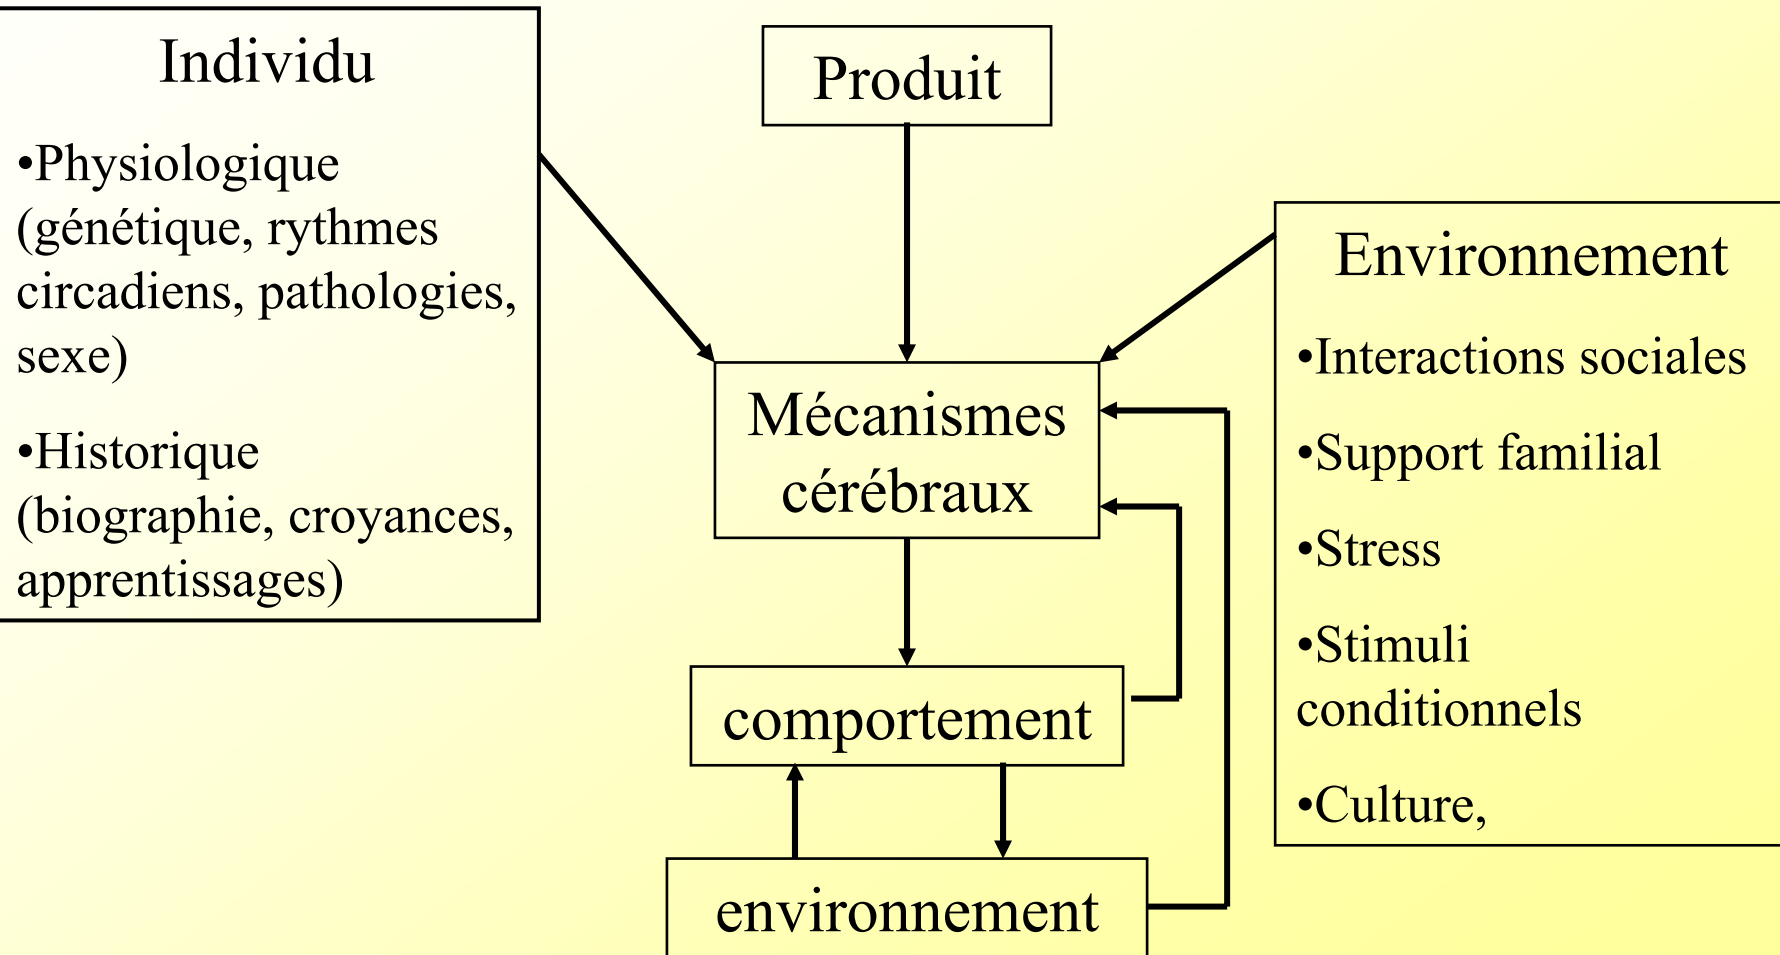 Individu
•Physiologique
(génétique, rythmes
circadiens, pathologies,
sexe)
•Historique
(biographie, croyances,
apprentissages)
Produit
Mécanismes
cérébraux
comportement
environnement
Environnement
•Interactions sociales
•Support familial
•Stress
•Stimuli
conditionnels
•Culture,